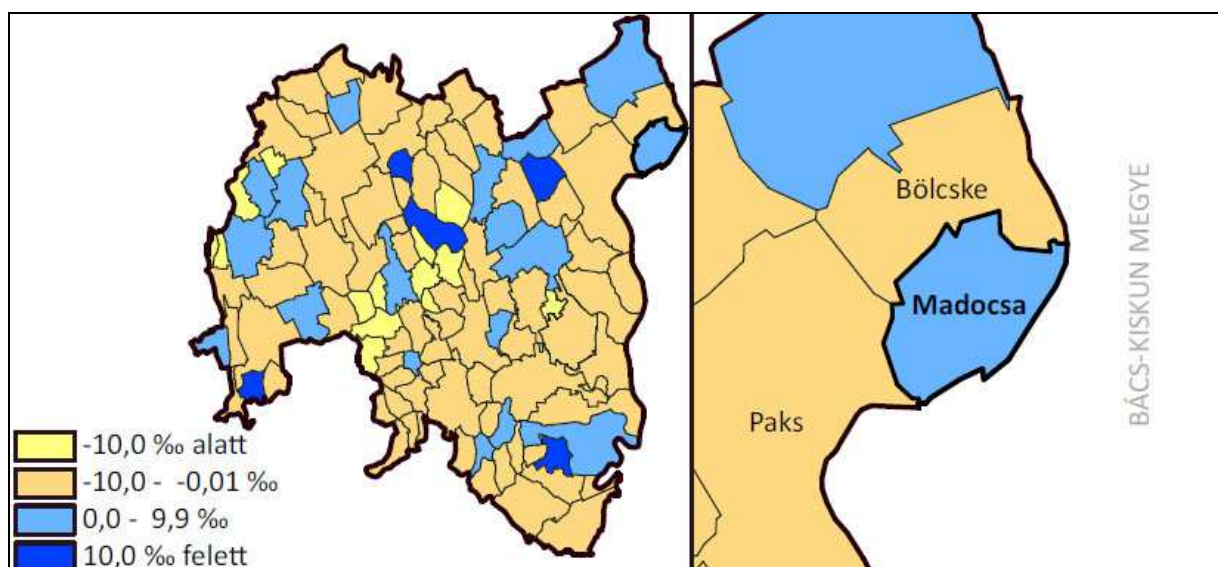 -10,0 ‰ alatt
-10,0 - -0,01 ‰
0,0 - 9,9 ‰
10,0 ‰ felett
Bölcske
Madocsa
Paks
BÁCS-KISKUN MEGYE